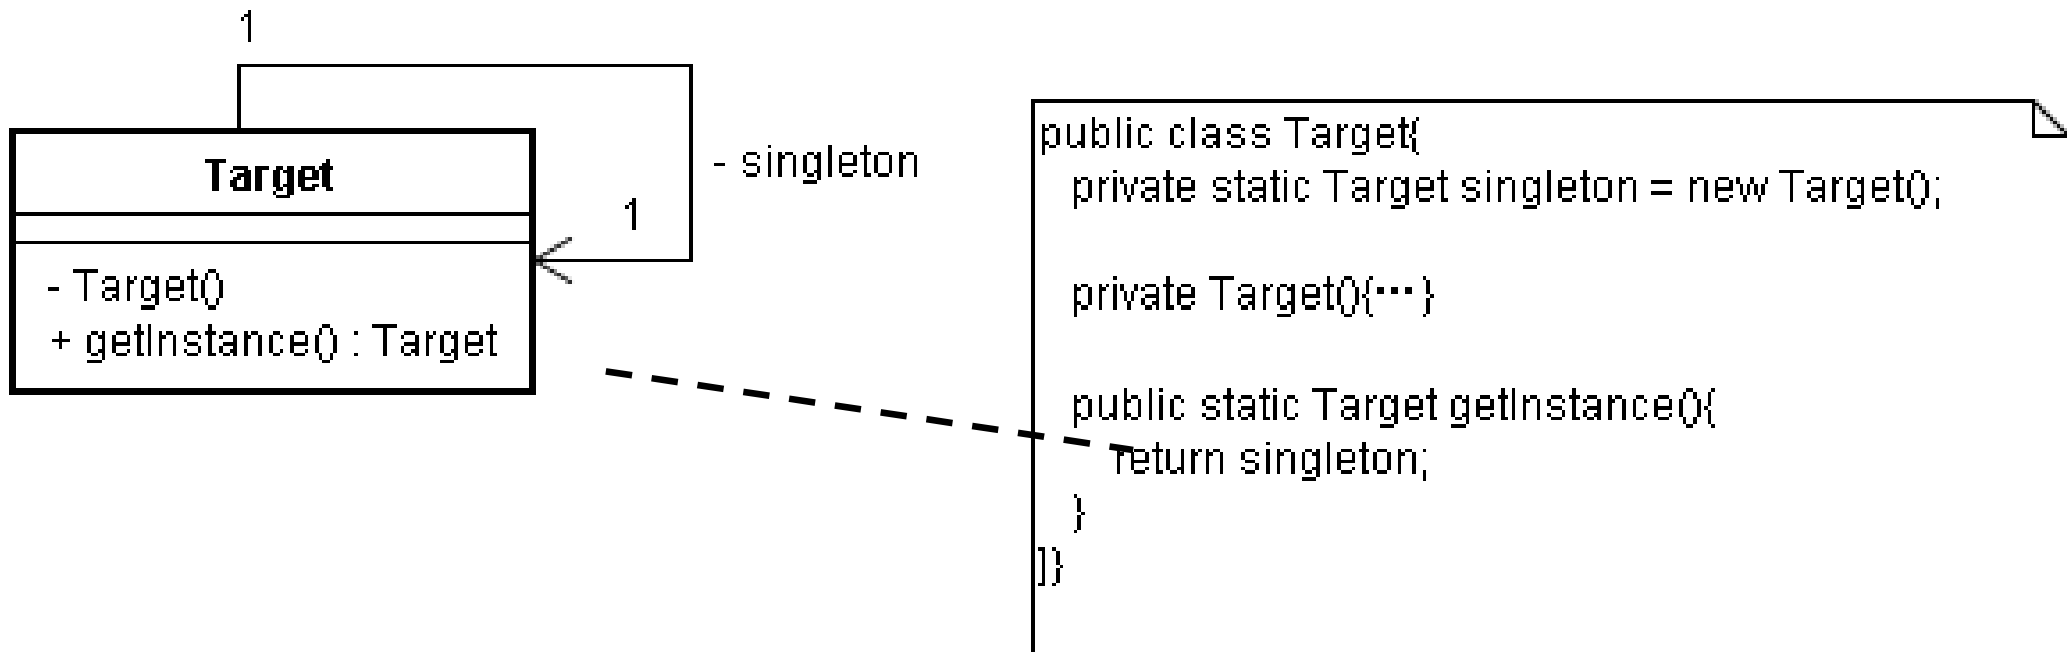 1
Target
- Target()
+ getInstance() : Target
- singleton
1
public class Target{
private static Target singleton = new Target();
private Target(){···}
public static Target getInstance(){
return singleton;
}
]}